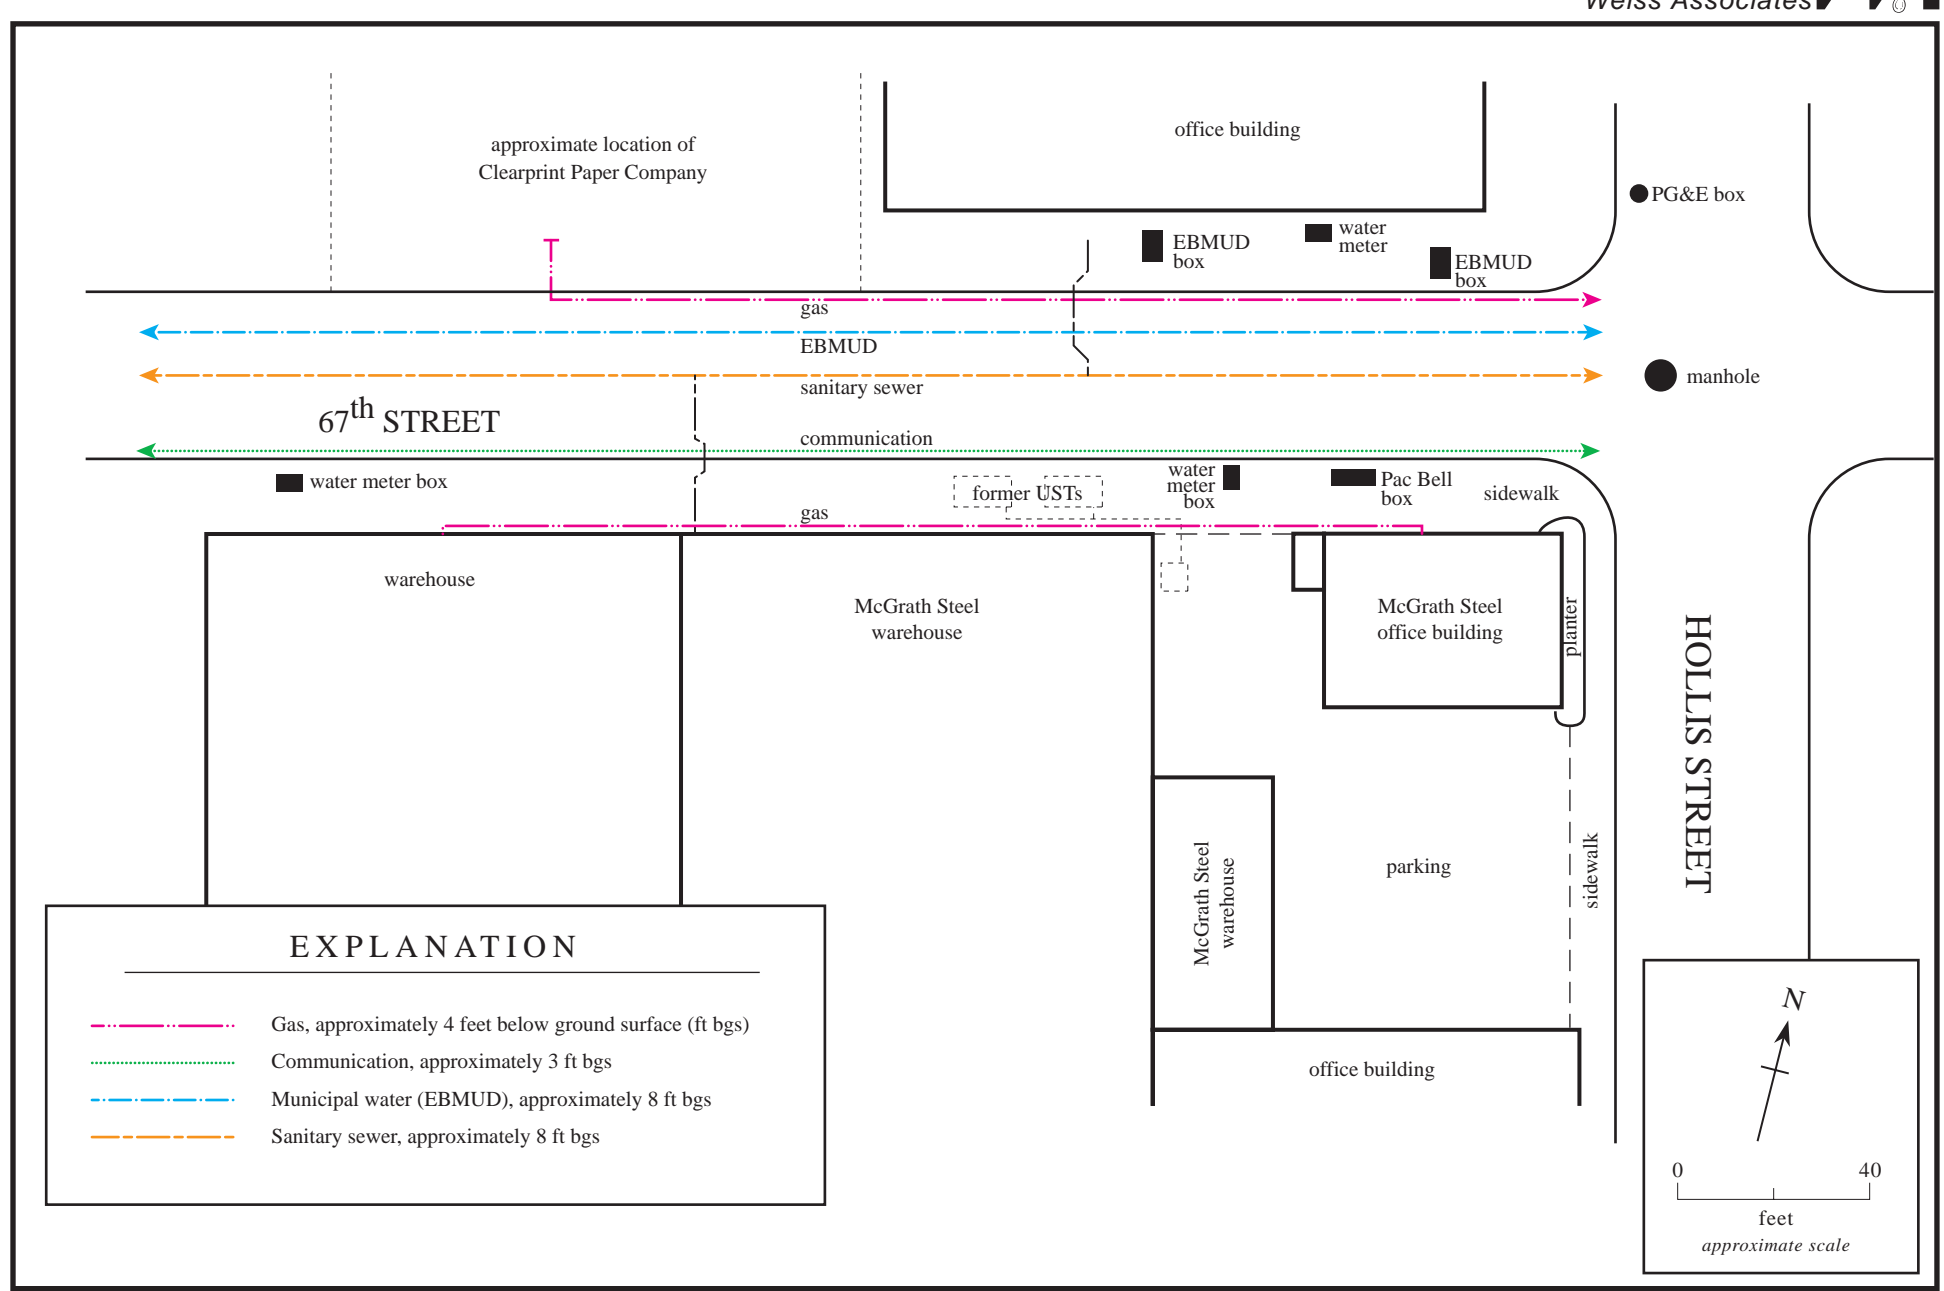 Weiss Associates
office building
approximate location of
Clearprint Paper Company
PG&E box
EBMUD
box
water
meter
EBMUD
box
gas
EBMUD
sanitary sewer
manhole
67th STREET
communication
water meter box
former USTs
water
meter
box
Pac Bell
box
sidewalk
gas
warehouse
McGrath Steel
warehouse
McGrath Steel
office building
planter
HOLLIS STREET
McGrath Steel
warehouse
parking
sidewalk
office building
EXPLANATION
Gas, approximately 4 feet below ground surface (ft bgs)
Communication, approximately 3 ft bgs
Municipal water (EBMUD), approximately 8 ft bgs
Sanitary sewer, approximately 8 ft bgs
N
0 40
feet
approximate scale